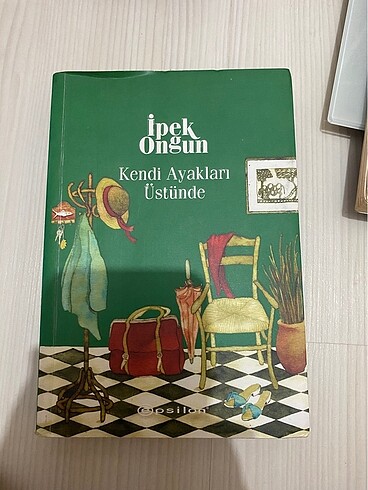 İpek
Ongun
Kendi Ayakları
Üstünde
epsilon